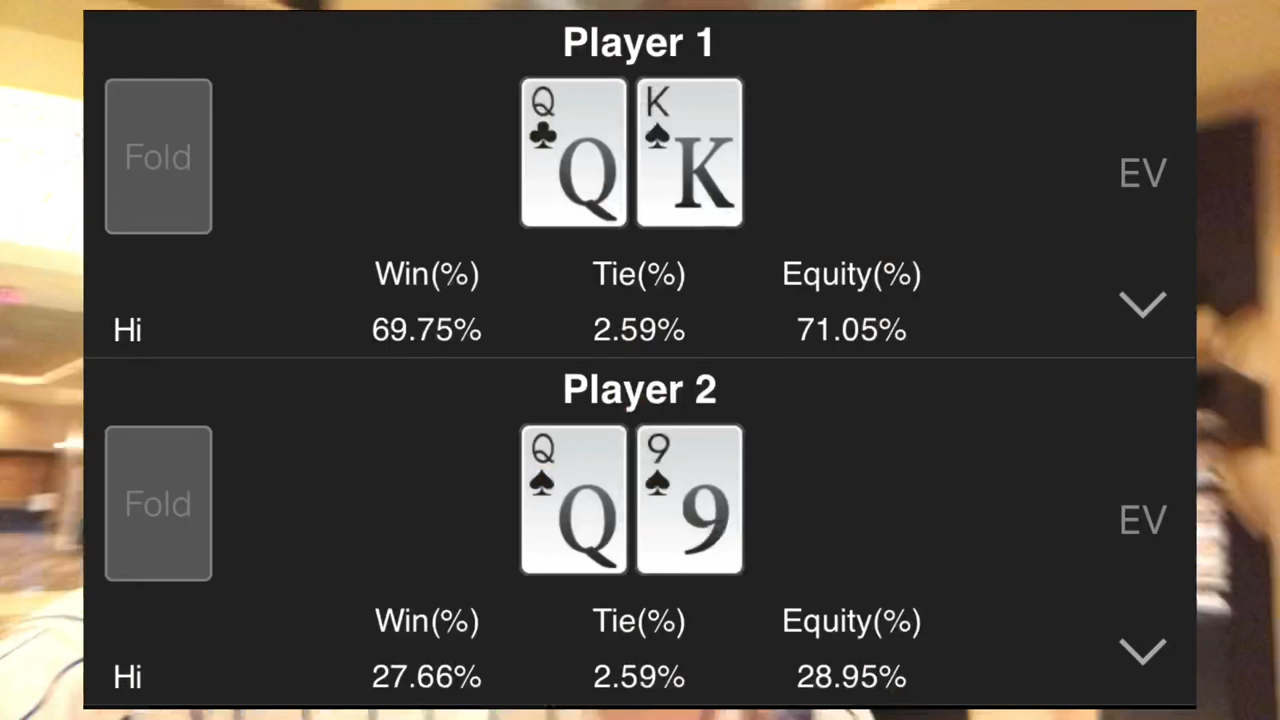 Player 1
Q K
Q K
Fold
EV
Win(%) Tie(%) Equity(%)
Hi 69.75% 2.59% 71.05%
Player 2
Q 9
Q 9
Fold
EV
Win(%) Tie(%) Equity(%)
Hi 27.66% 2.59% 28.95%